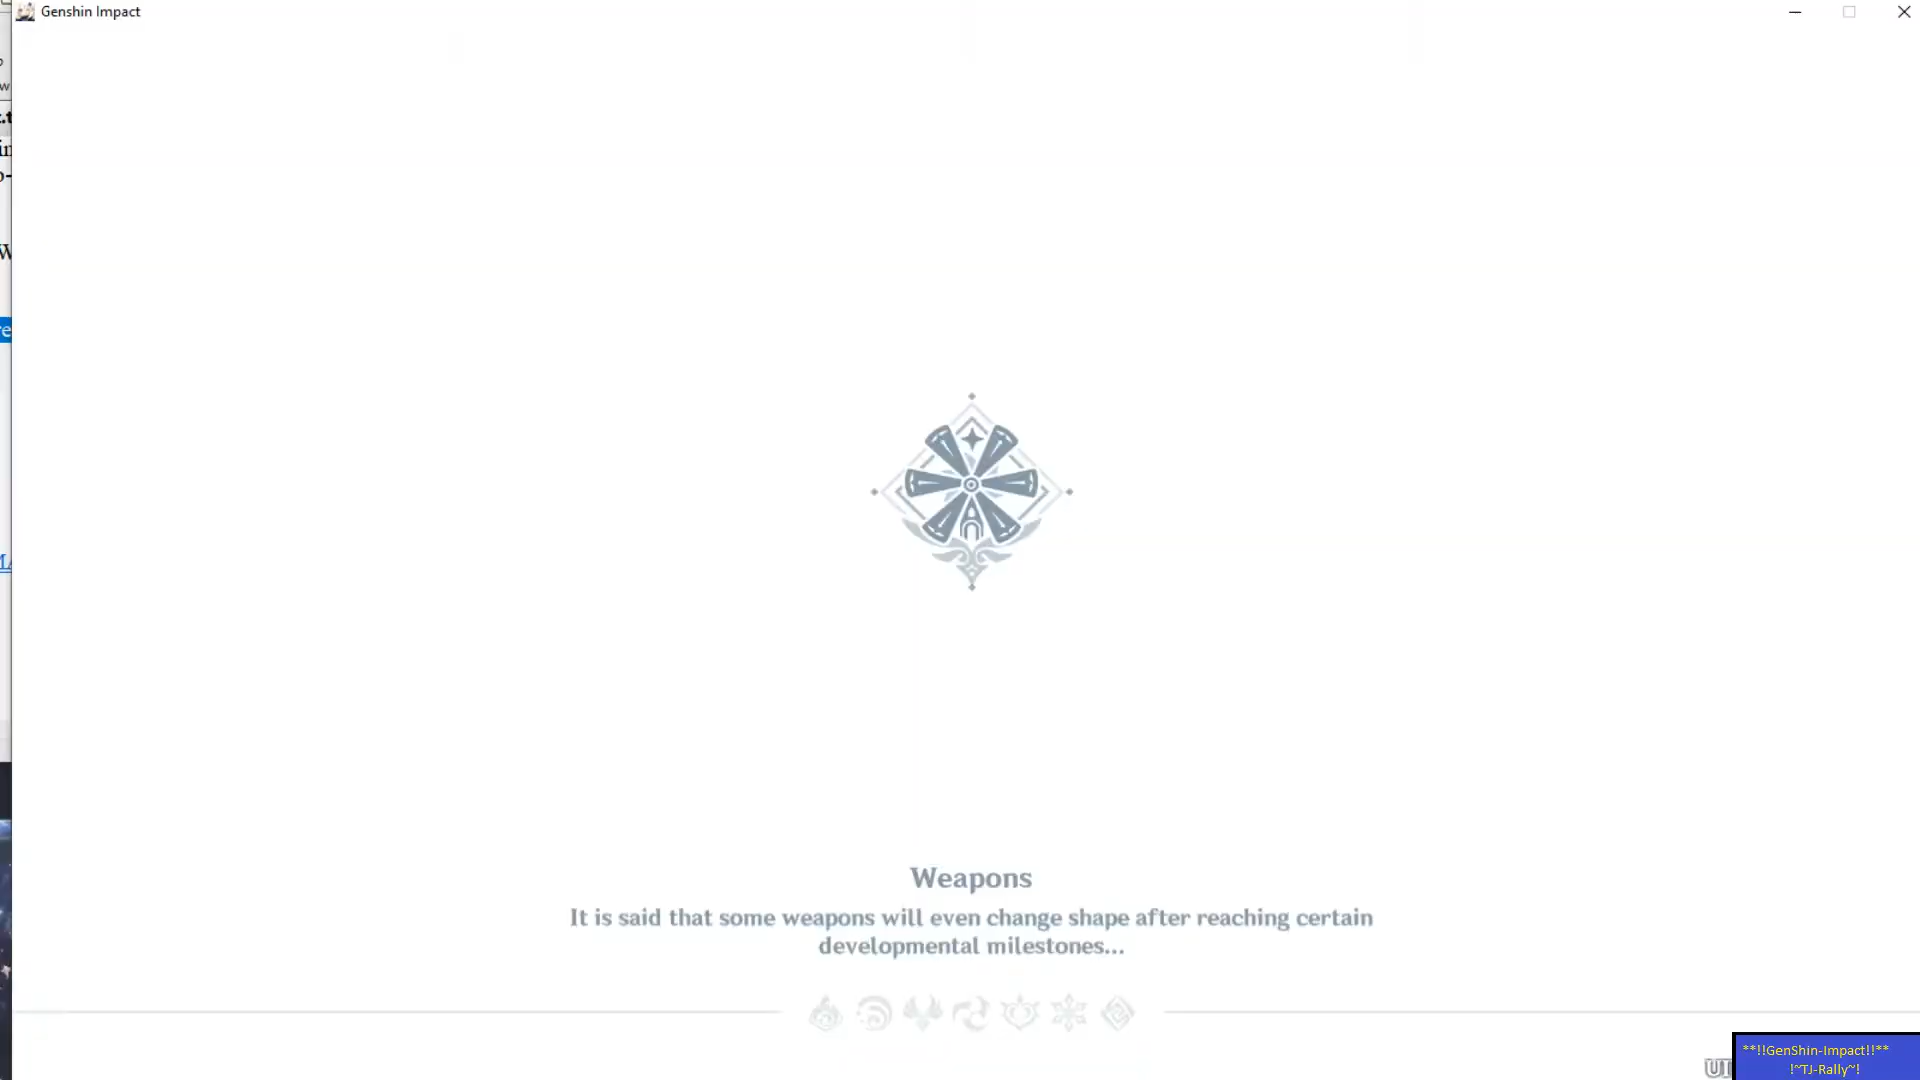 Genshin Impact
Weapons
It is said that some weapons will even change shape after reaching certain
developmental milestones...
**!!GenShin-Impact!!**
!~TJ-Rally~!